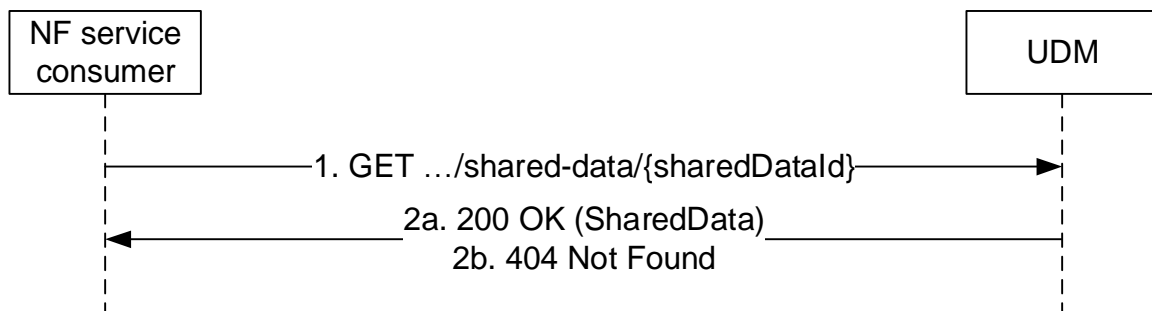 NF service
consumer
UDM
1. GET …/shared-data/{sharedDataId}
2a. 200 OK (SharedData)
2b. 404 Not Found